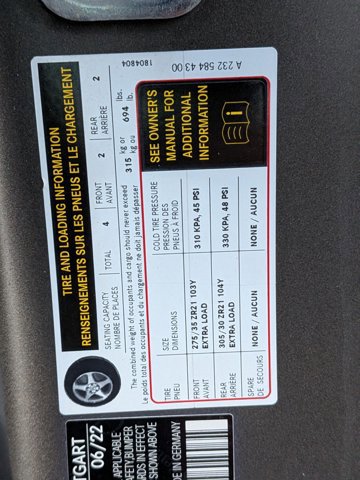 TIRE AND LOADING INFORMATION
RENSEIGNEMENTS SUR LES PNEUS ET LE CHARGEMENT
SEATING CAPACITY TOTAL 4 FRONT 2 REAR 2
NOMBRE DE PLACES AVANT ARRIÈRE
The combined weight of occupants and cargo should never exceed 315 kg or 694 lbs.
Le poids total des occupants et du chargement ne doit jamais dépasser kg ou lb.
TIRE SIZE COLD TIRE PRESSURE
PNEU DIMENSIONS PRESSION DES
PNEUS À FROID
FRONT 275/35 ZR21 103Y 310 KPA, 45 PSI
AVANT EXTRA LOAD
REAR 305/30 ZR21 104Y 330 KPA, 48 PSI
ARRIERE EXTRA LOAD
SPARE NONE / AUCUN NONE / AUCUN
DE SECOURS
SEE OWNER'S
MANUAL FOR
ADDITIONAL
INFORMATION
1804804
A 232 584 43 00
TGART
06/22
APPLICABLE
AFETY,BUMPER
RDS IN EFFECT
SHOWN ABOVE
DE IN GERMANY